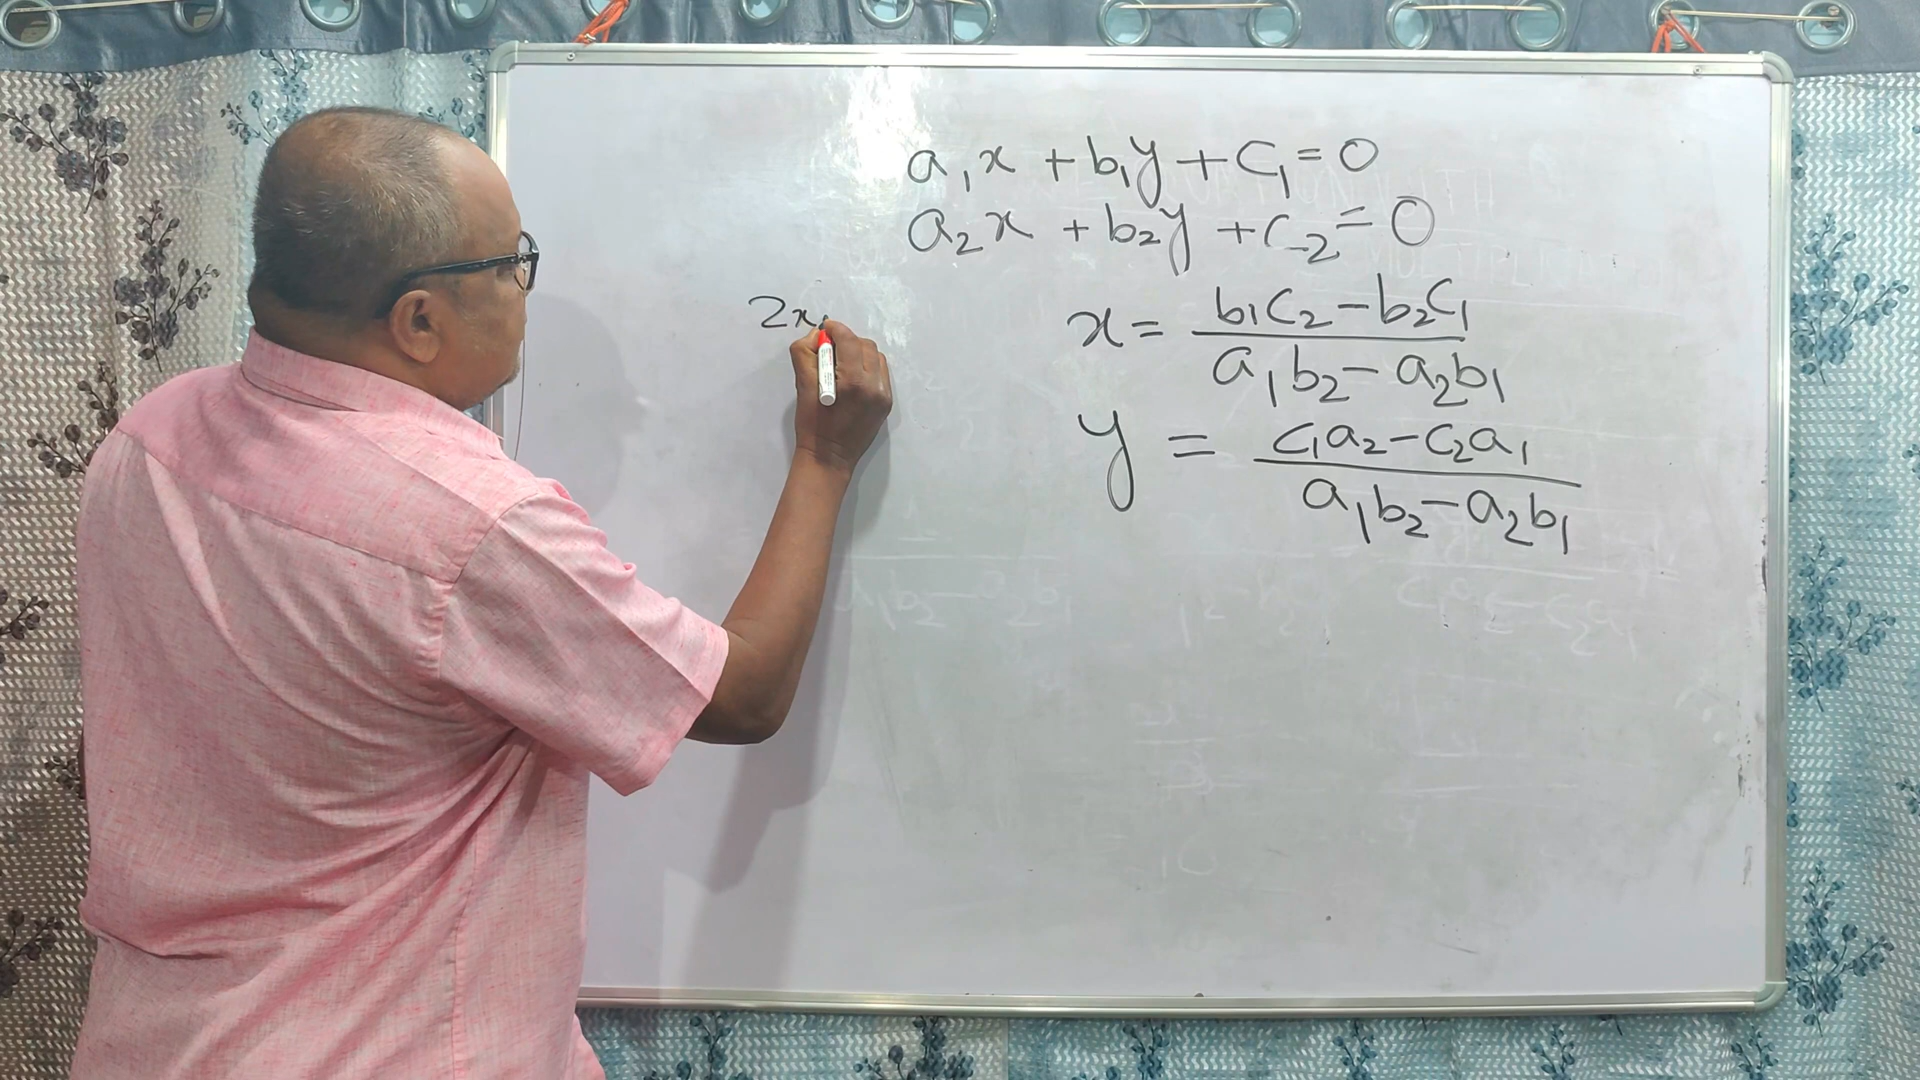 a₁x + b₁y + c₁ = 0
a₂x + b₂y + c₂ = 0
2x
x = (b₁c₂ - b₂c₁) / (a₁b₂ - a₂b₁)
y = (c₁a₂ - c₂a₁) / (a₁b₂ - a₂b₁)